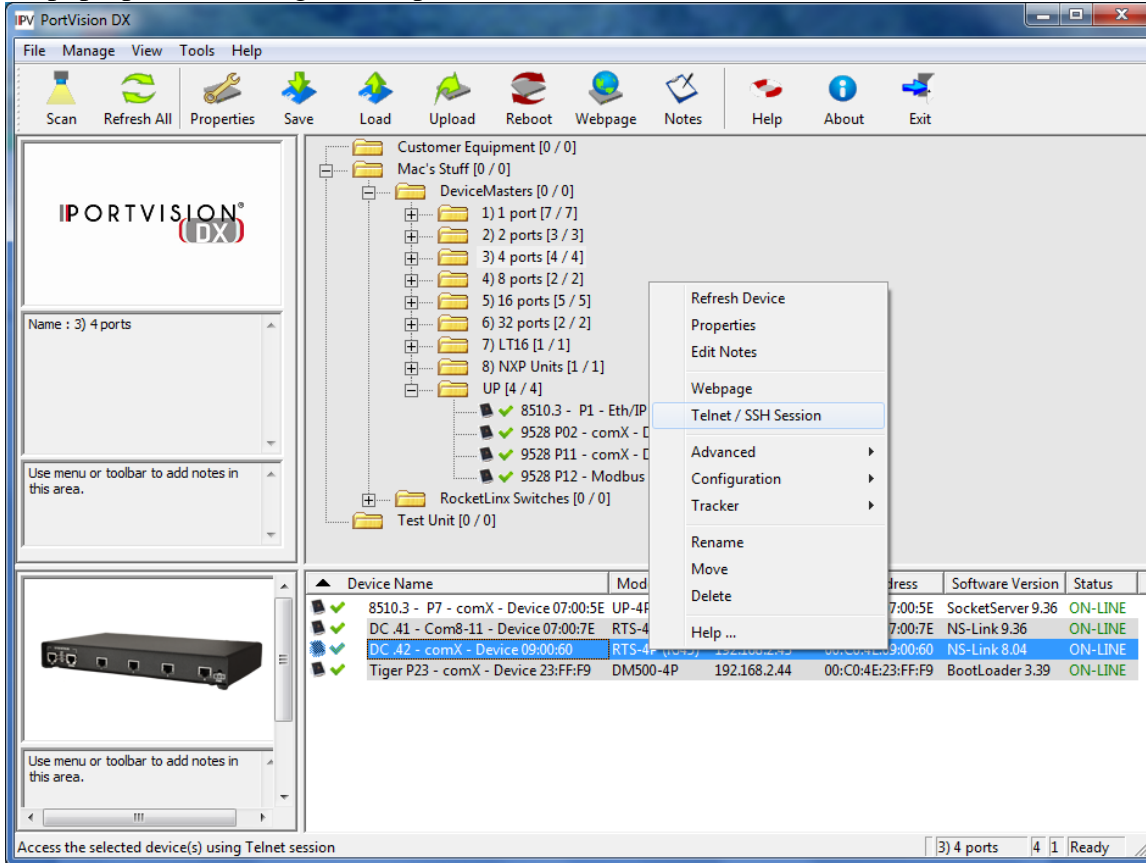 PortVision DX
File Manage View Tools Help
Scan Refresh All Properties Save Load Upload Reboot Webpage Notes Help About Exit
PORTVISION®
(DX)
Name : 3) 4 ports
Use menu or toolbar to add notes in
this area.
Customer Equipment [0 / 0]
Mac's Stuff [0 / 0]
DeviceMasters [0 / 0]
1) 1 port [7 / 7]
2) 2 ports [3 / 3]
3) 4 ports [4 / 4]
4) 8 ports [2 / 2]
5) 16 ports [5 / 5]
6) 32 ports [2 / 2]
7) LT16 [1 / 1]
8) NXP Units [1 / 1]
UP [4 / 4]
8510.3 - P1 - Eth/IP
9528 P02 - comX - D
9528 P11 - comX - D
9528 P12 - Modbus
RocketLinx Switches [0 / 0]
Test Unit [0 / 0]
Refresh Device
Properties
Edit Notes
Webpage
Telnet / SSH Session
Advanced
Configuration
Tracker
Rename
Move
Delete
Help ...
Device Name Mod dress Software Version Status
8510.3 - P7 - comX - Device 07:00:5E UP-4P 7:00:5E SocketServer 9.36 ON-LINE
DC .41 - Com8-11 - Device 07:00:7E RTS-4 7:00:7E NS-Link 9.36 ON-LINE
DC .42 - comX - Device 09:00:60 RTS-4P (RJ45) 192.168.2.43 00:C0:4E:09:00:60 NS-Link 8.04 ON-LINE
Tiger P23 - comX - Device 23:FF:F9 DM500-4P 192.168.2.44 00:C0:4E:23:FF:F9 BootLoader 3.39 ON-LINE
Use menu or toolbar to add notes in
this area.
Access the selected device(s) using Telnet session 3) 4 ports 4 1 Ready